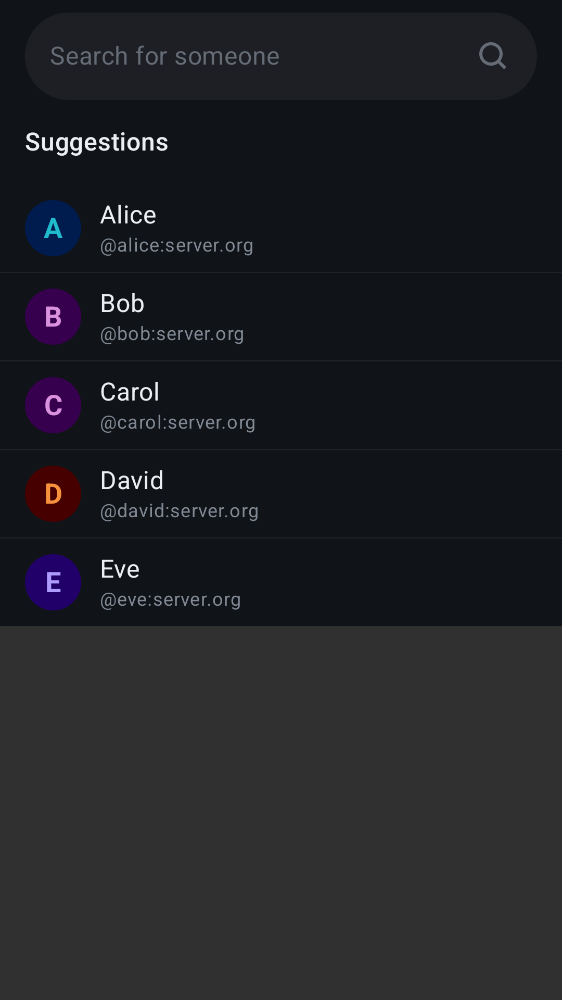 Search for someone
Suggestions
A
Alice
@alice:server.org
B
Bob
@bob:server.org
C
Carol
@carol:server.org
D
David
@david:server.org
E
Eve
@eve:server.org